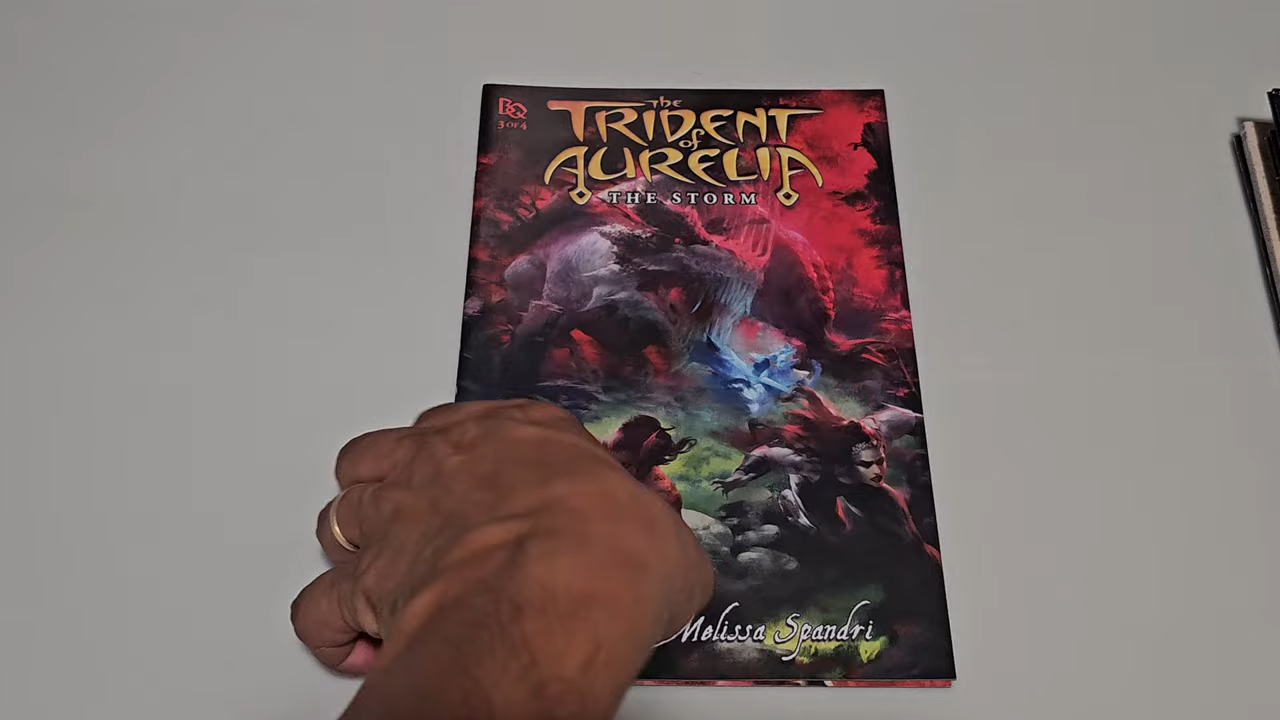 BQ
3 OF 4
The
TRIDENT
of
AURELIA
THE STORM
Melissa Spandri